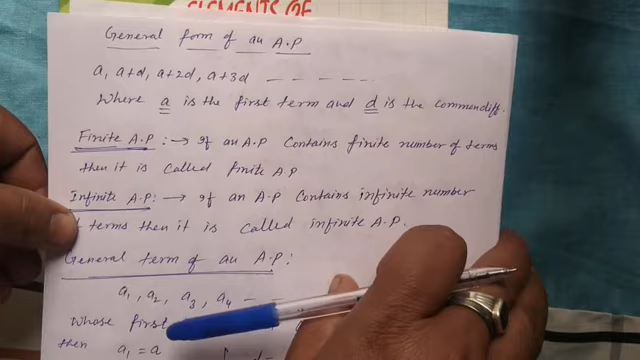 ELEMENTS OF
General form of an A.P
a, a+d, a+2d, a+3d - - - - - - -
Where a is the first term and d is the common diff.
Finite A.P :→ If an A.P contains finite number of terms
then it is called finite A.P
Infinite A.P: → If an A.P contains infinite number
terms then it is called infinite A.P.
General term of an A.P:
a₁, a₂, a₃, a₄ - 
Whose first
then a₁ = a